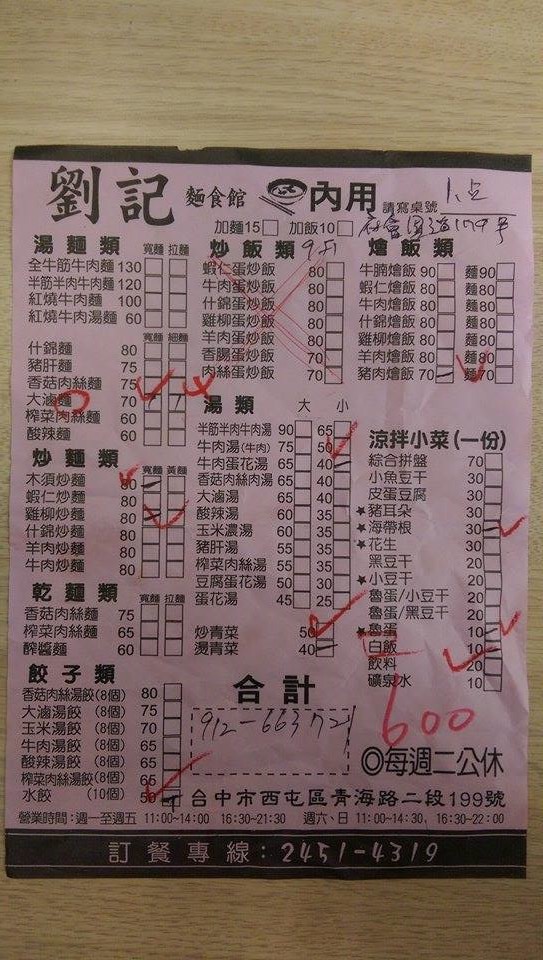 劉記 麵食館 內用 請寫桌號 1.点
加麵15□ 加飯10□
湯麵類 寬麵 拉麵
全牛筋牛肉麵 130
半筋半肉牛肉麵 120
紅燒牛肉麵 100
紅燒牛肉湯麵 60
寬麵 細麵
什錦麵 80
豬肝麵 75
香菇肉絲麵 75
大滷麵 70
榨菜肉絲麵 60
酸辣麵 60
炒麵類 寬麵 黃麵
木須炒麵 80
蝦仁炒麵 80
雞柳炒麵 80
什錦炒麵 80
羊肉炒麵 80
牛肉炒麵 80
乾麵類 寬麵 拉麵
香菇肉絲麵 75
榨菜肉絲麵 65
醡醬麵 60
餃子類
香菇肉絲湯餃 (8個) 80
大滷湯餃 (8個) 75
玉米湯餃 (8個) 70
牛肉湯餃 (8個) 65
酸辣湯餃 (8個) 65
榨菜肉絲湯餃 (8個) 65
水餃 (10個) 50
炒飯類
蝦仁蛋炒飯 80
牛肉蛋炒飯 80
什錦蛋炒飯 80
雞柳蛋炒飯 80
羊肉蛋炒飯 80
香腸蛋炒飯 70
肉絲蛋炒飯 70
燴飯類
牛腩燴飯 90 麵90
蝦仁燴飯 80 麵80
牛肉燴飯 80 麵80
什錦燴飯 80 麵80
雞柳燴飯 80 麵80
羊肉燴飯 80 麵80
豬肉燴飯 70 麵70
湯類 大 小
半筋半肉牛肉湯 90 65
牛肉湯(牛肉) 75 50
牛肉蛋花湯 65 40
香菇肉絲肉湯 65 40
大滷湯 65 40
酸辣湯 60 35
玉米濃湯 60 35
豬肝湯 55 35
榨菜肉絲湯 55 35
豆腐蛋花湯 50 30
蛋花湯 45 25
炒青菜 50
燙青菜 40
涼拌小菜(一份)
綜合拼盤 70
小魚豆干 30
皮蛋豆腐 30
★豬耳朵 30
★海帶根 30
★花生 30
黑豆干 20
★小豆干 20
魯蛋/小豆干 20
魯蛋/黑豆干 20
★魯蛋 10
白飯 10
飲料 20
礦泉水 10
600
合計
912-663721
◎每週二公休
台中市西屯區青海路二段199號
營業時間:週一至週五 11:00~14:00 16:30~21:30 週六、日 11:00~14:30, 16:30~22:00
訂餐專線:2451-4319